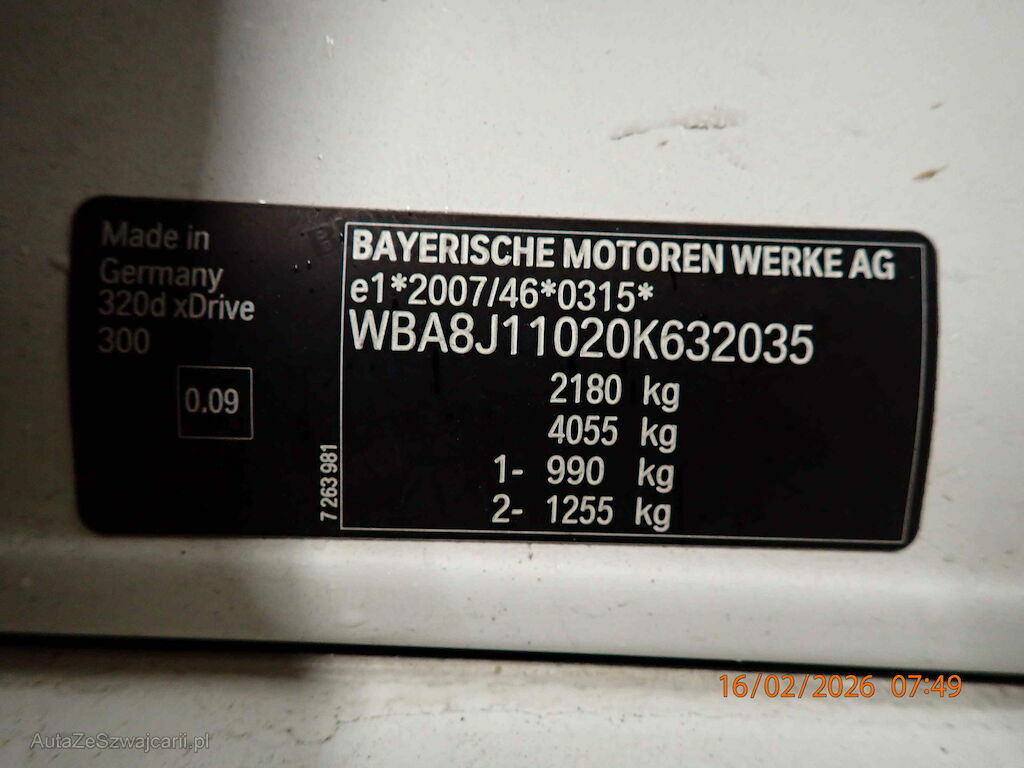 Made in
Germany
320d xDrive
300
0.09
7 263 981
BAYERISCHE MOTOREN WERKE AG
e1*2007/46*0315*
WBA8J11020K632035
2180 kg
4055 kg
1- 990 kg
2- 1255 kg
16/02/2026 07:49
AutaZeSzwajcarii.pl